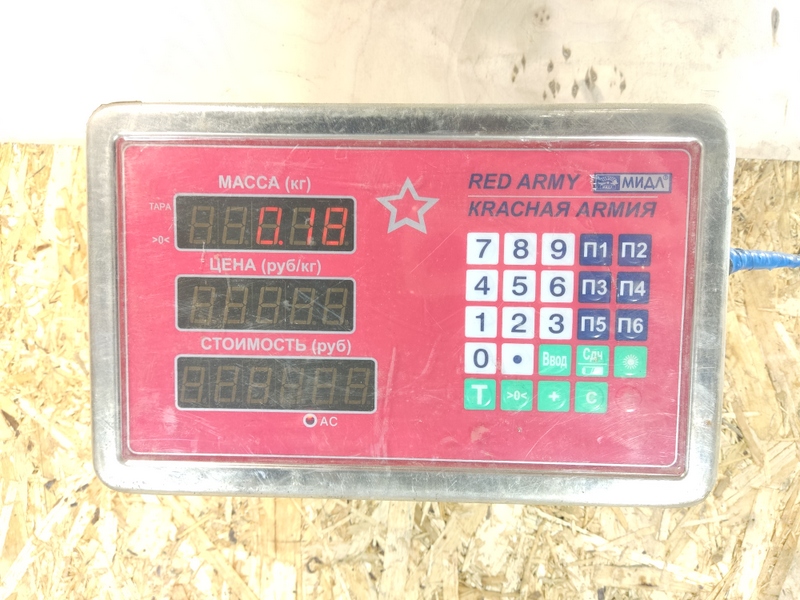 МАССА (кг)
ТАРА
>0<
0.18
ЦЕНА (руб/кг)
СТОИМОСТЬ (руб)
АС
RED ARMY МИДЛ
КRАСНАЯ АRМИЯ
7 8 9 П1 П2
4 5 6 П3 П4
1 2 3 П5 П6
0 • Ввод Сдч
T >0< + C